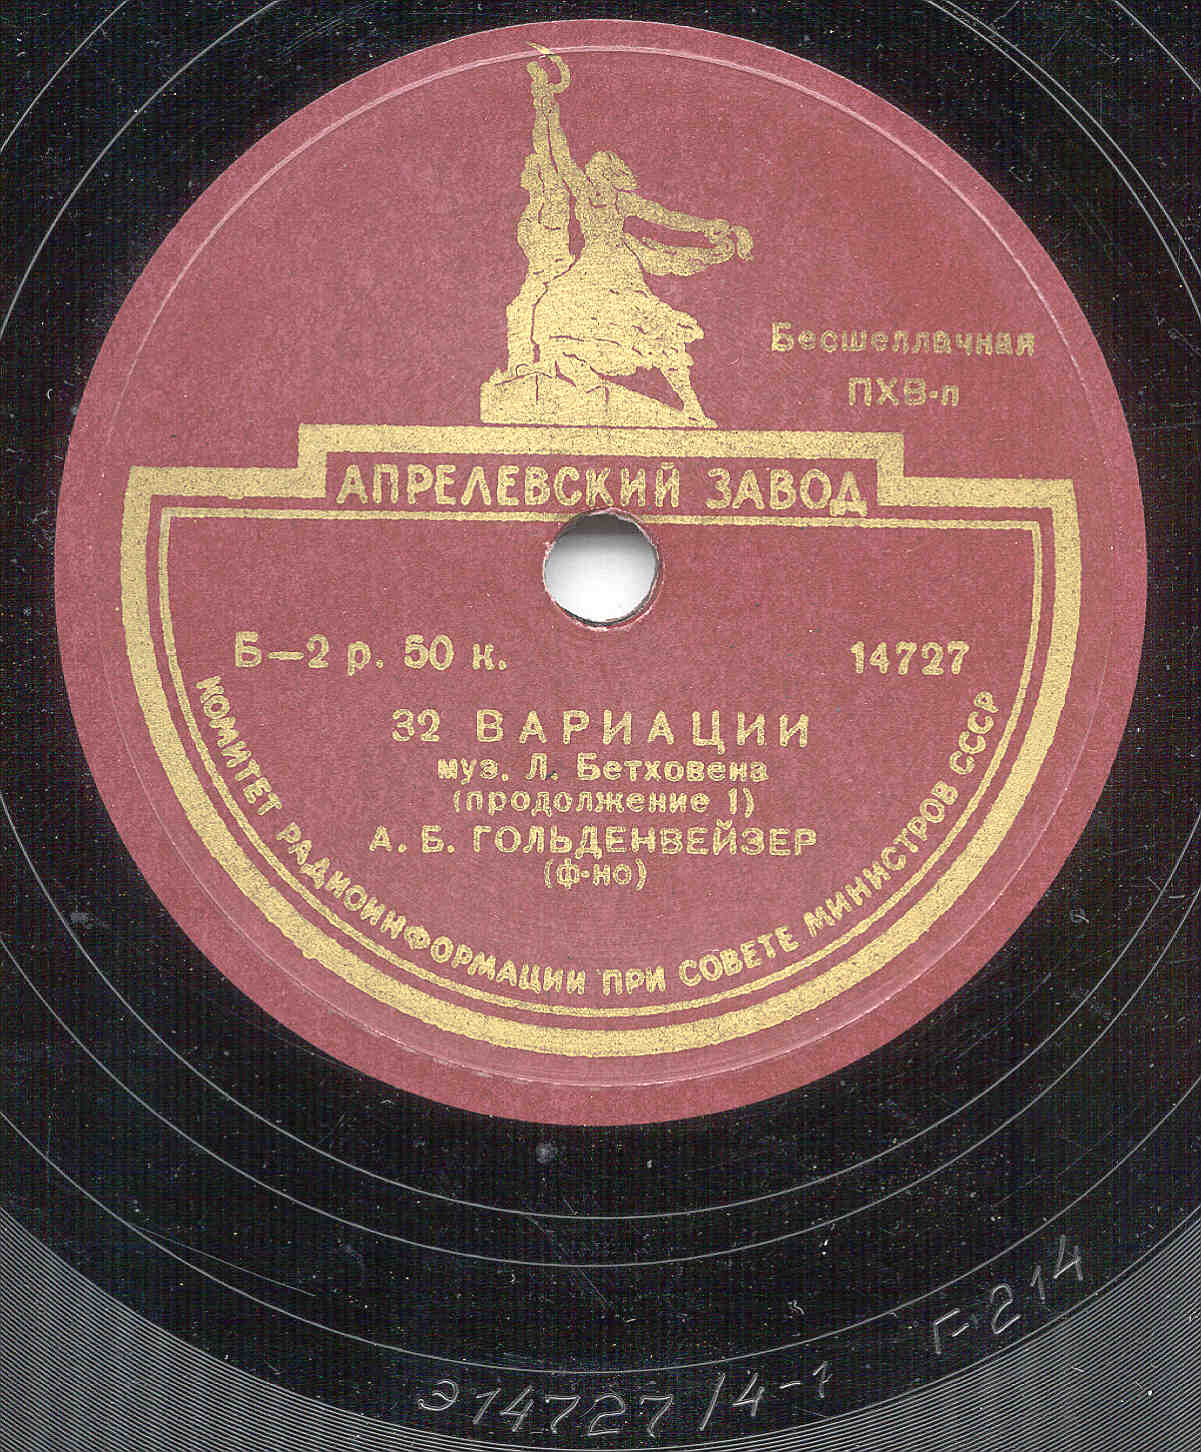 Бесшеллачная
ПХВ-п
АПРЕЛЕВСКИЙ ЗАВОД
Б—2 р. 50 к.
14727
32 ВАРИАЦИИ
муз. Л. Бетховена
(продолжение 1)
А. Б. ГОЛЬДЕНВЕЙЗЕР
(ф-но)
КОМИТЕТ РАДИОИНФОРМАЦИИ ПРИ СОВЕТЕ МИНИСТРОВ СССР
Г-214
Э14727/4-1